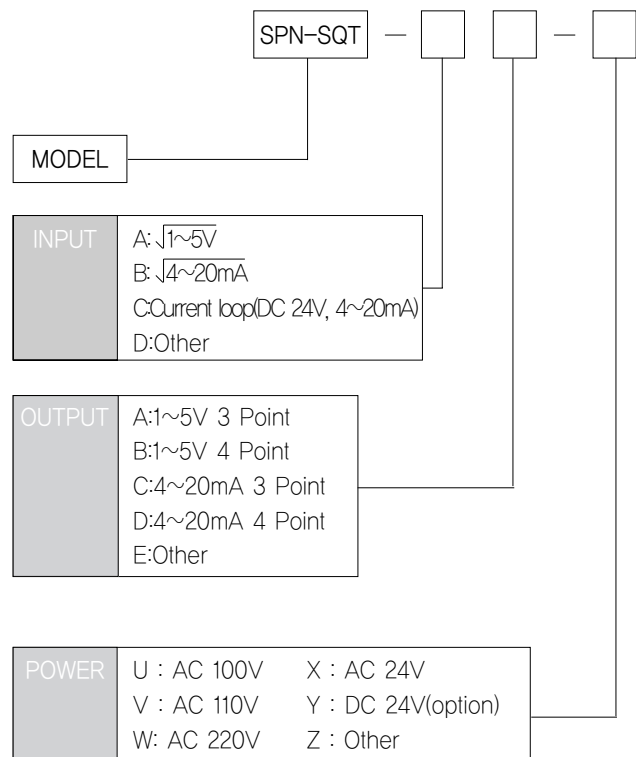 SPN-SQT — □ □ — □
MODEL
INPUT
A: √1~5V
B: √4~20mA
C:Current loop(DC 24V, 4~20mA)
D:Other
OUTPUT
A:1~5V 3 Point
B:1~5V 4 Point
C:4~20mA 3 Point
D:4~20mA 4 Point
E:Other
POWER
U : AC 100V X : AC 24V
V : AC 110V Y : DC 24V(option)
W: AC 220V Z : Other